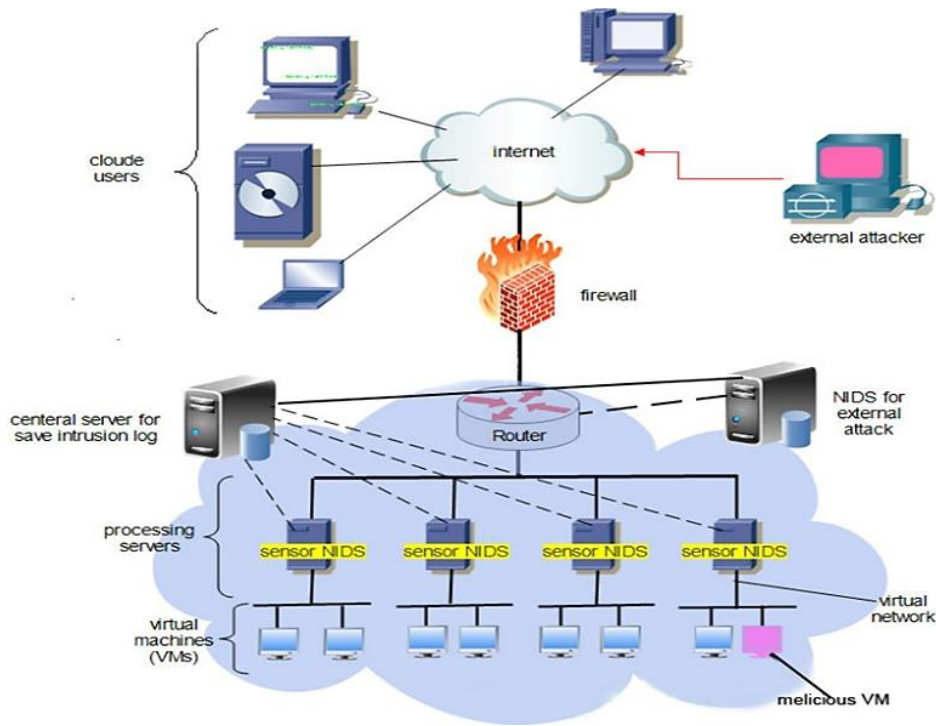 internet
cloude
users
external attacker
firewall
centeral server for
save intrusion log
Router
NIDS for
external
attack
processing
servers
sensor NIDS
sensor NIDS
sensor NIDS
sensor NIDS
virtual
network
virtual
machines
(VMs)
melicious VM